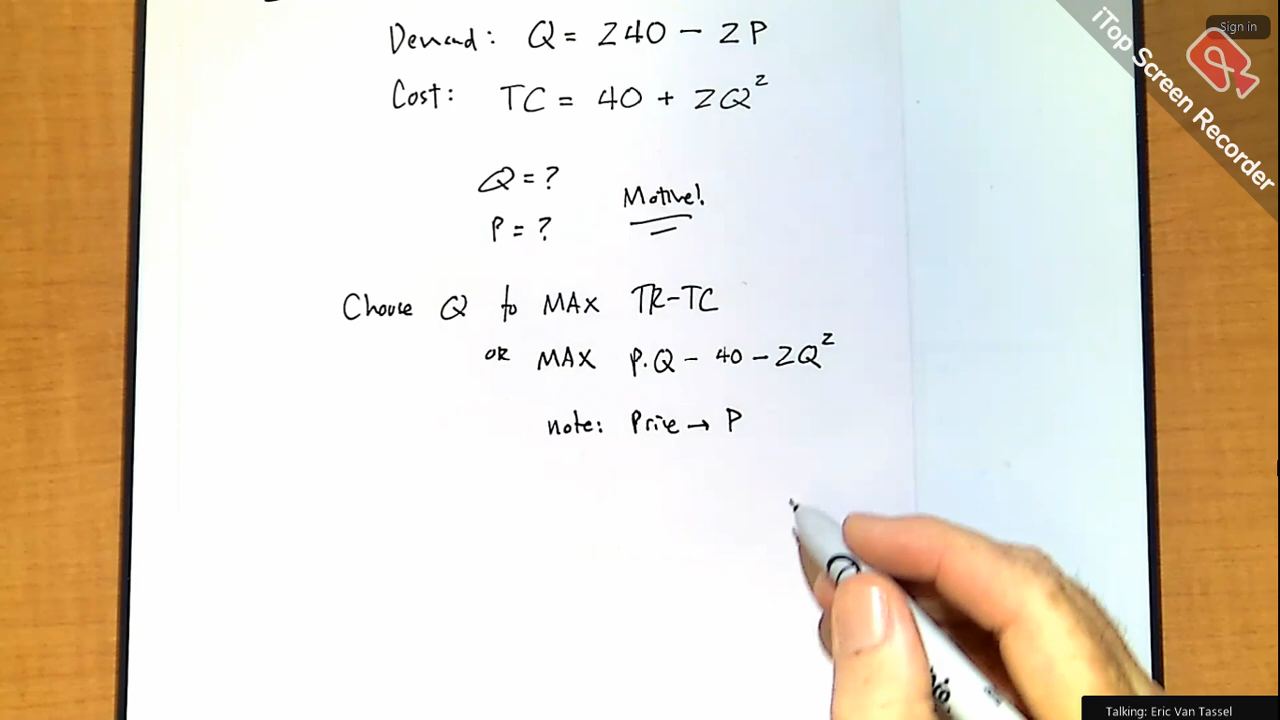 Demand: Q = 240 - 2P
Cost: TC = 40 + 2Q²
Q = ?
P = ?
Motive!
Choose Q to MAX TR-TC
OR MAX P.Q - 40 - 2Q²
note: Price → P
iTop Screen Recorder
Sign in
Talking: Eric Van Tassel